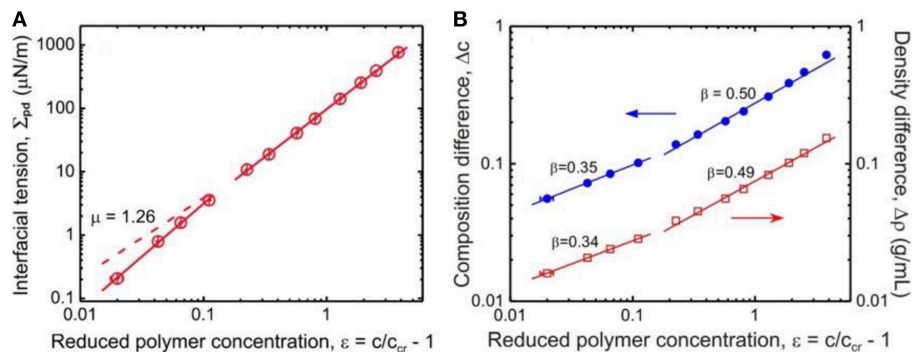 A
Interfacial tension, Σpd (μN/m)
1000
100
10
1
0.1
μ = 1.26
0.01
0.1
1
Reduced polymer concentration, ε = c/ccr - 1
B
Composition difference, Δc
1
0.1
0.01
β = 0.50
β=0.35
β=0.49
β=0.34
1
0.1
0.01
Density difference, Δρ (g/mL)
0.01
0.1
1
Reduced polymer concentration, ε = c/ccr - 1